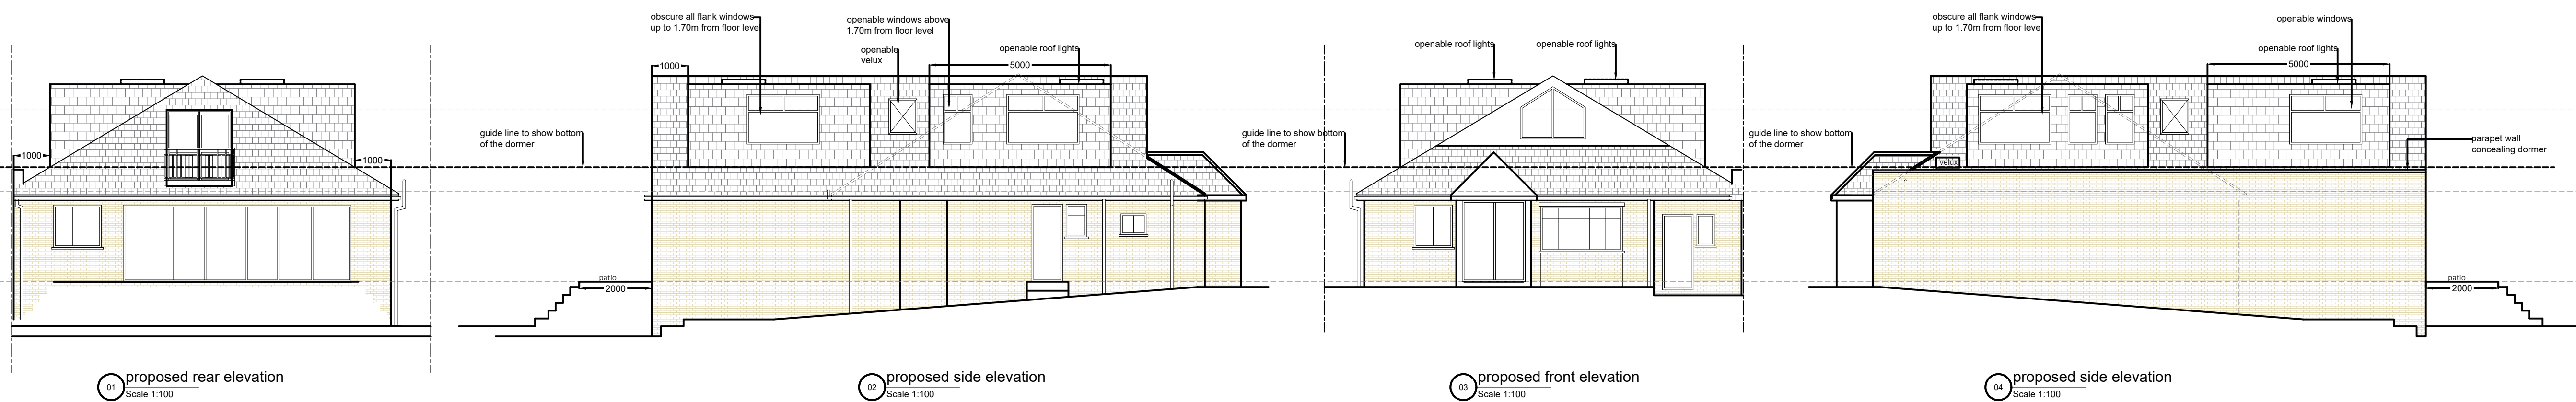 1000
1000
01
proposed rear elevation
Scale 1:100
obscure all flank windows
up to 1.70m from floor level
openable windows above
1.70m from floor level
openable
velux
openable roof lights
1000
5000
guide line to show bottom
of the dormer
patio
2000
02
proposed side elevation
Scale 1:100
openable roof lights
openable roof lights
guide line to show bottom
of the dormer
03
proposed front elevation
Scale 1:100
obscure all flank windows
up to 1.70m from floor level
openable windows
openable roof lights
5000
guide line to show bottom
of the dormer
velux
parapet wall
concealing dormer
patio
2000
04
proposed side elevation
Scale 1:100